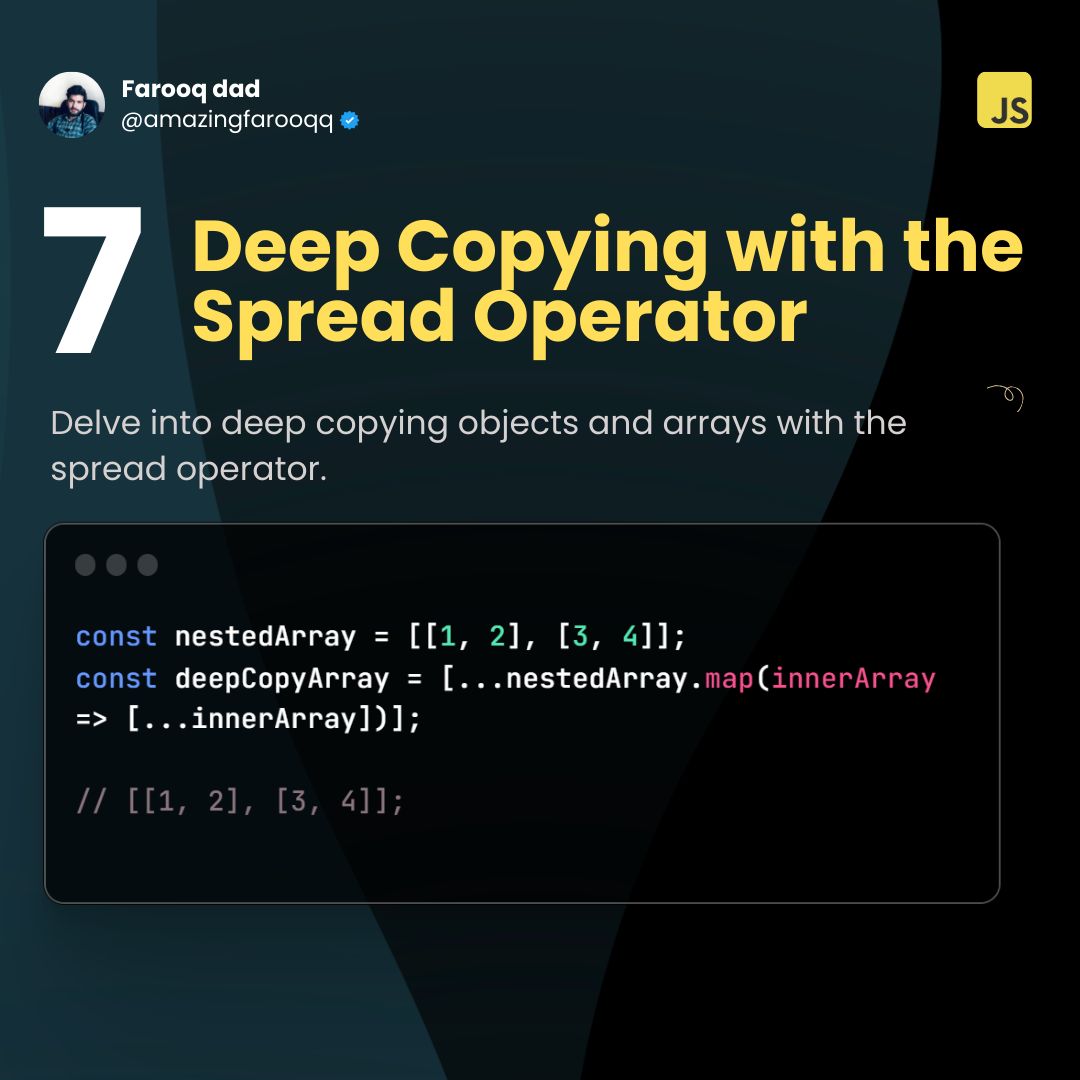 Farooq dad
@amazingfarooqq
JS
7
Deep Copying with the
Spread Operator
Delve into deep copying objects and arrays with the
spread operator.
const nestedArray = [[1, 2], [3, 4]];
const deepCopyArray = [...nestedArray.map(innerArray
=> [...innerArray])];
// [[1, 2], [3, 4]];